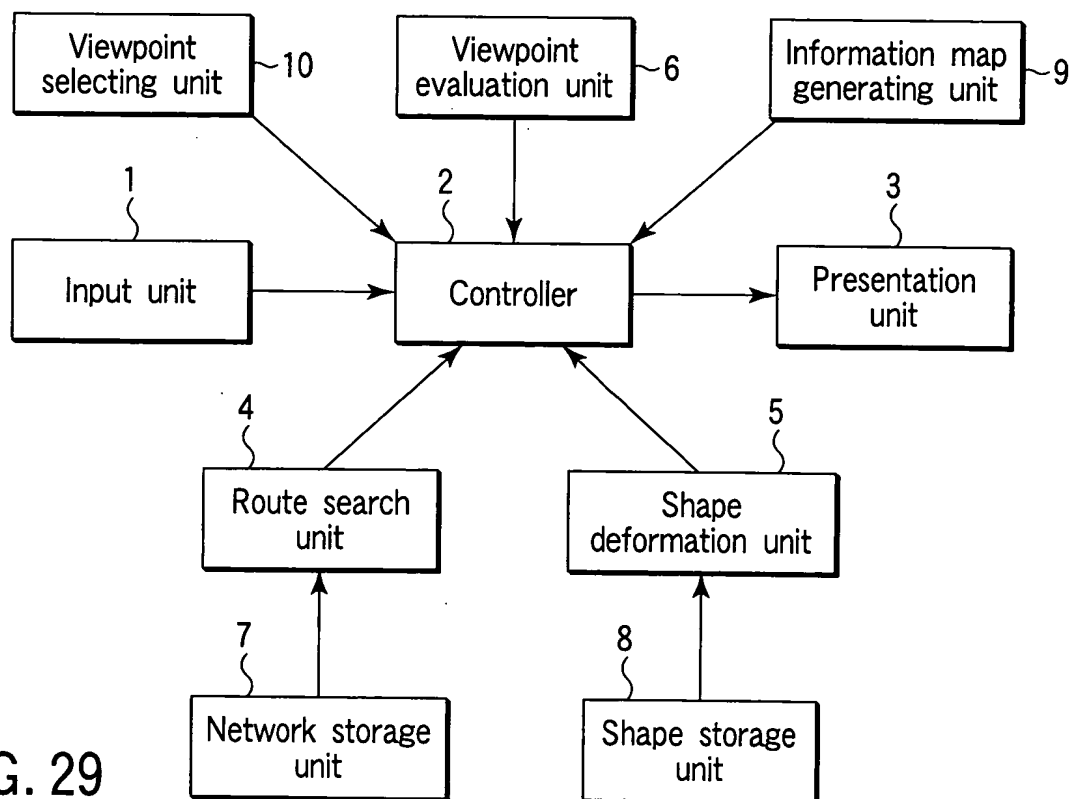 Viewpoint
selecting unit
10
Viewpoint
evaluation unit
6
Information map
generating unit
9
1
Input unit
2
Controller
3
Presentation
unit
4
Route search
unit
5
Shape
deformation unit
7
Network storage
unit
8
Shape storage
unit
G. 29